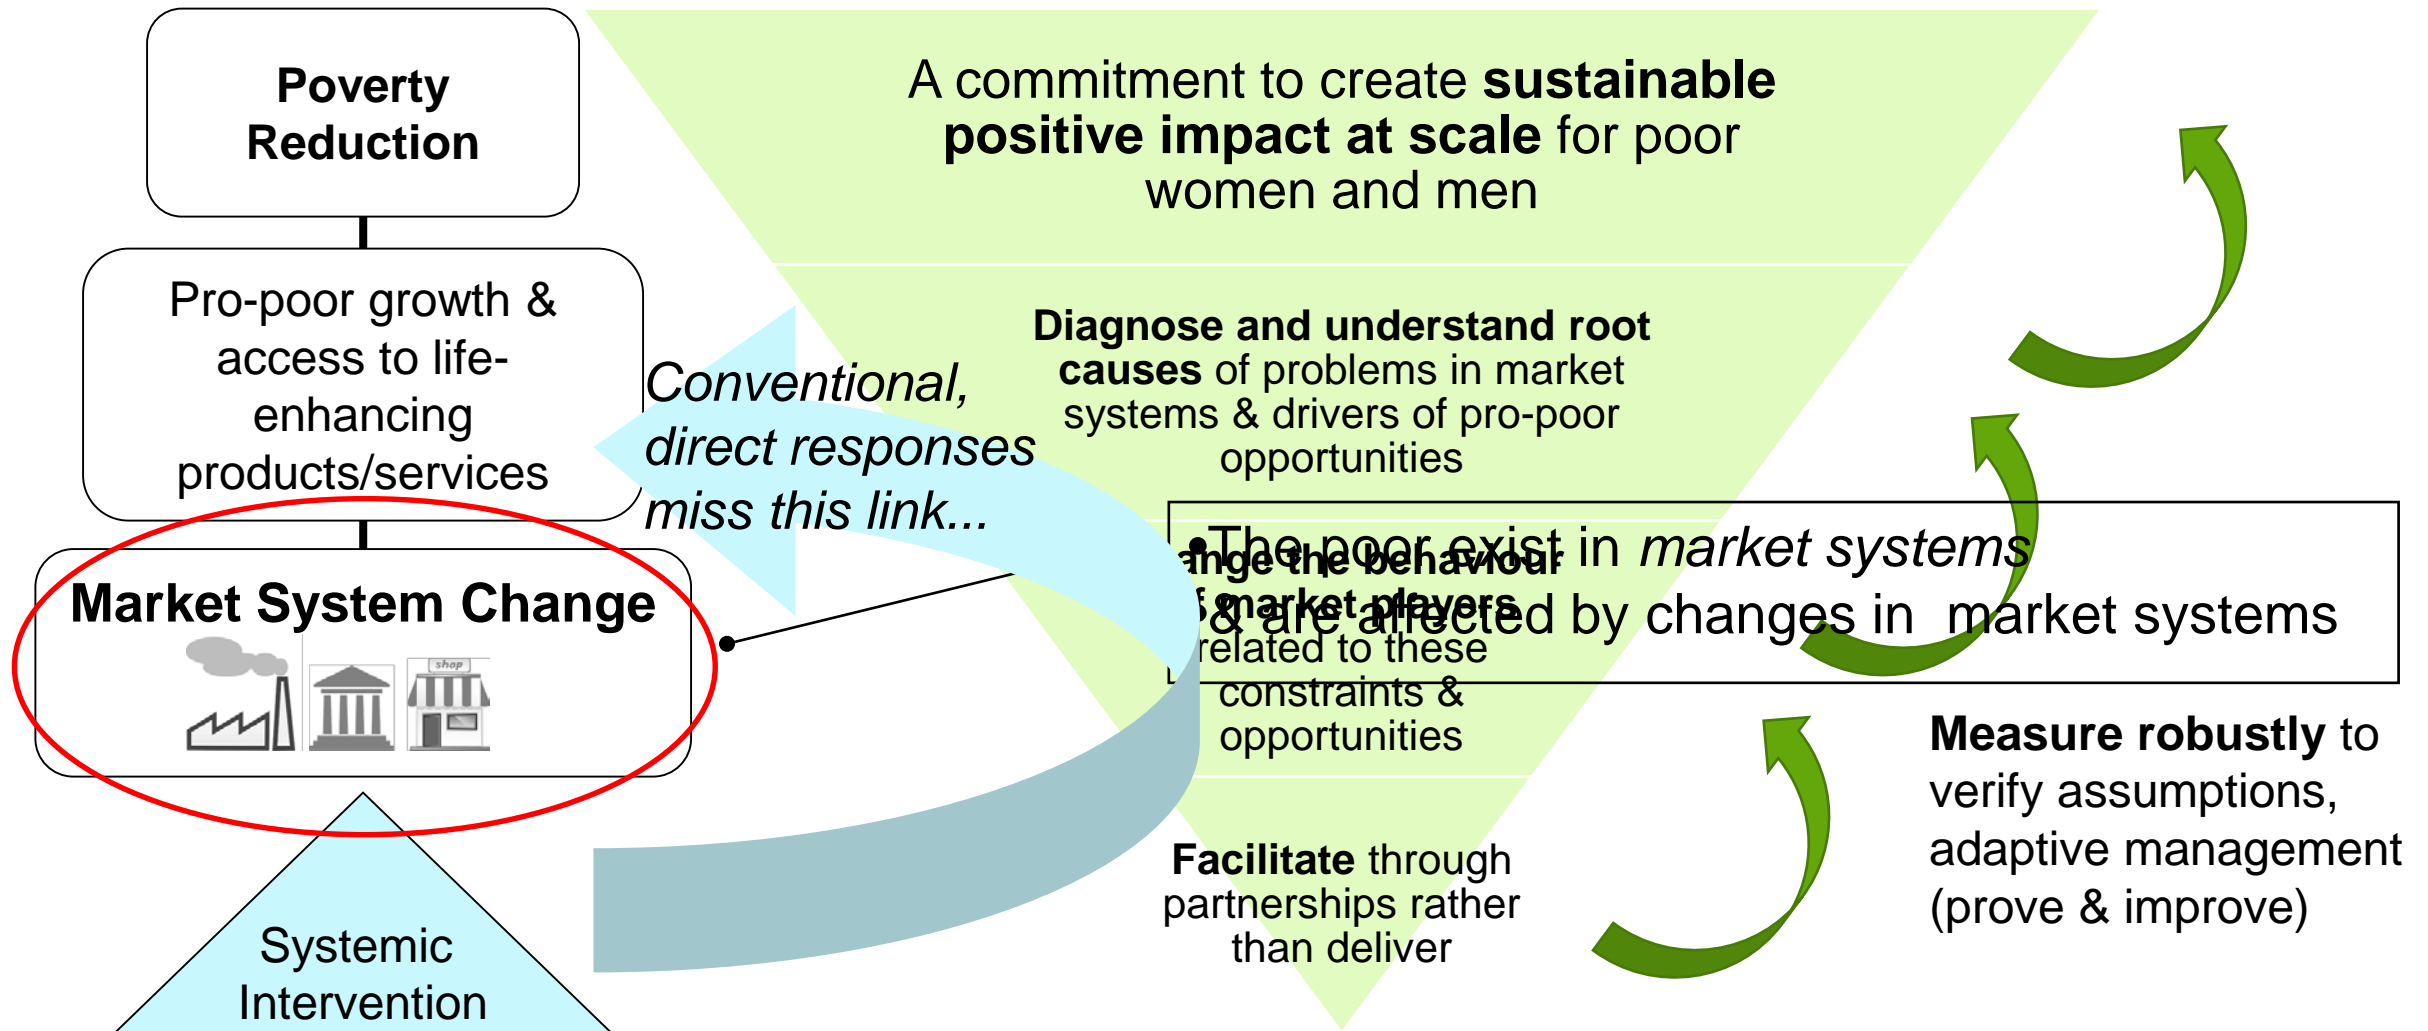 Poverty
Reduction
Pro-poor growth &
access to life-
enhancing
products/services
Market System Change
shop
Systemic
Intervention
Conventional,
direct responses
miss this link...
A commitment to create sustainable
positive impact at scale for poor
women and men
Diagnose and understand root
causes of problems in market
systems & drivers of pro-poor
opportunities
the behaviour
market players
related to these
constraints &
opportunities
Facilitate through
partnerships rather
than deliver
•The poor exist in market systems
& are affected by changes in market systems
Measure robustly to
verify assumptions,
adaptive management
(prove & improve)